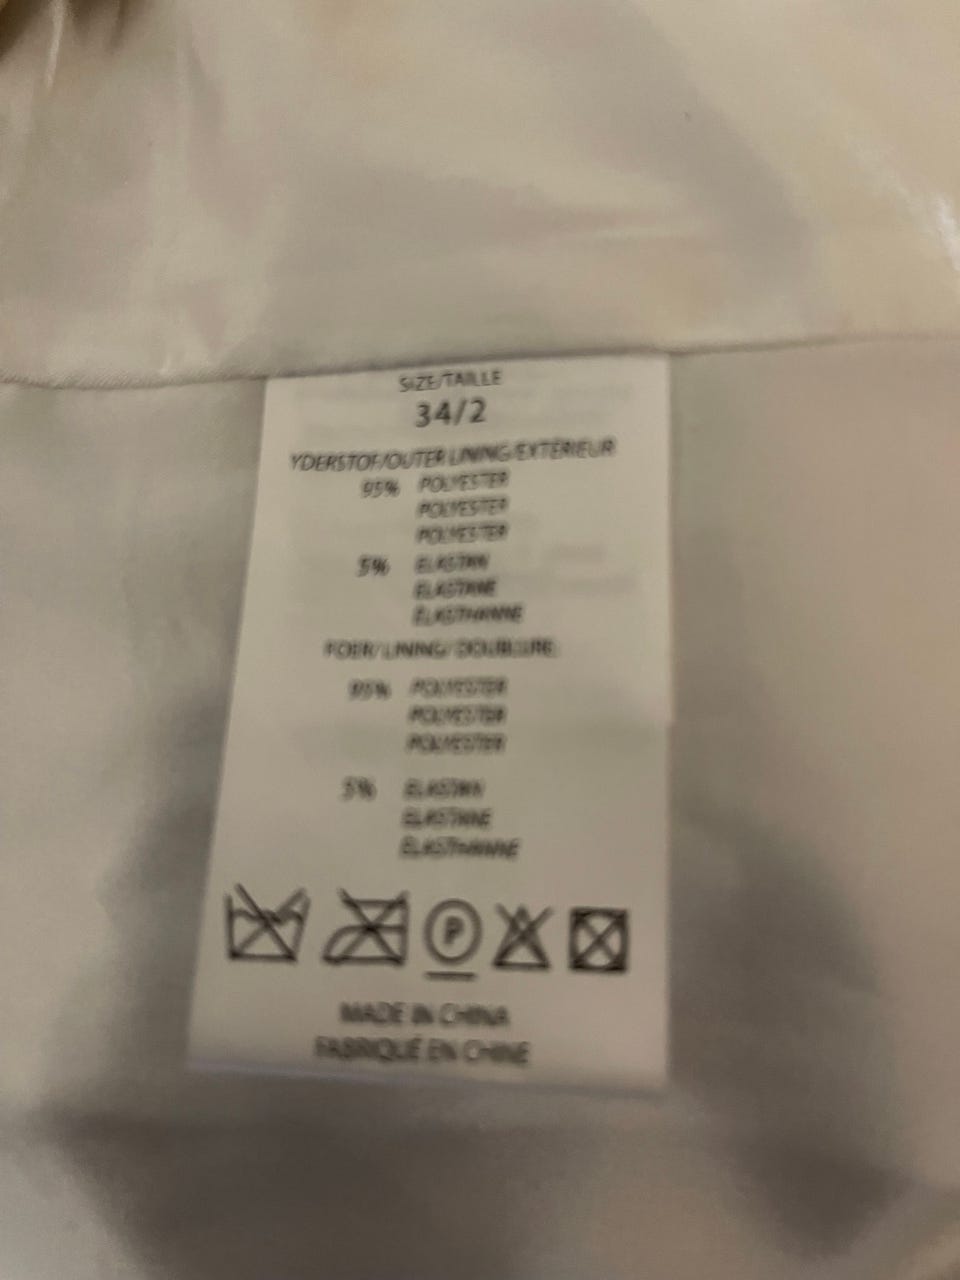 SIZE/TAILLE
34/2
YDERSTOF/OUTER LINING/EXTÉRIEUR
95% POLYESTER
POLYESTER
POLYESTER
5% ELASTAN
ELASTANE
ÉLASTHANNE
FOER/LINING/DOUBLURE:
95% POLYESTER
POLYESTER
POLYESTER
5% ELASTAN
ELASTANE
ÉLASTHANNE
P
MADE IN CHINA
FABRIQUÉ EN CHINE